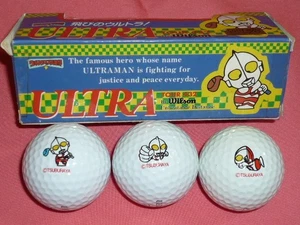 飛びのウルトラ!
The famous hero whose name
ULTRAMAN is fighting for
justice and peace everyday.
ULTRA
Wilson
©TSUBURAYA
©TSUBURAYA
©TSUBURAYA